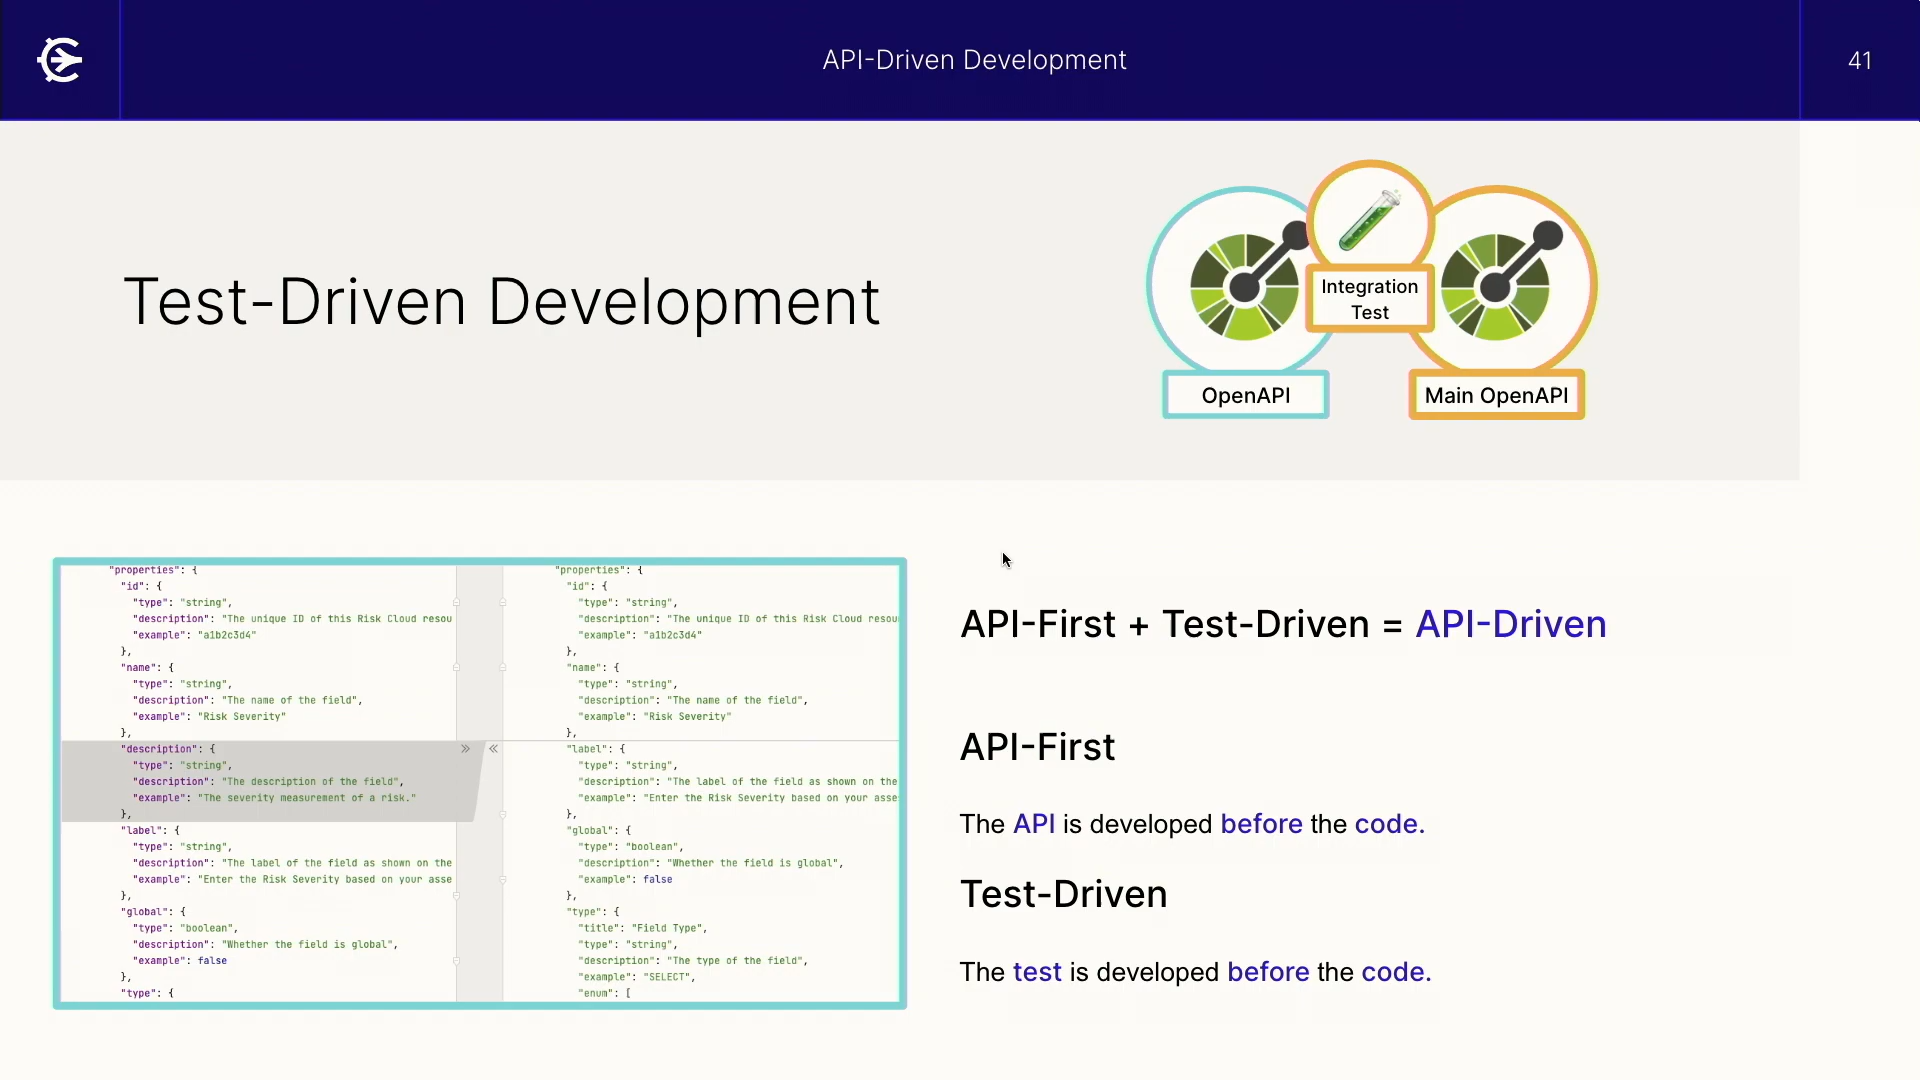 API-Driven Development
41
Test-Driven Development
Integration
Test
OpenAPI
Main OpenAPI
"properties": {
"id": {
"type": "string",
"description": "The unique ID of this Risk Cloud resou
"example": "a1b2c3d4"
},
"name": {
"type": "string",
"description": "The name of the field",
"example": "Risk Severity"
},
"description": {
"type": "string",
"description": "The description of the field",
"example": "The severity measurement of a risk."
},
"label": {
"type": "string",
"description": "The label of the field as shown on the
"example": "Enter the Risk Severity based on your asse
},
"global": {
"type": "boolean",
"description": "Whether the field is global",
"example": false
},
"type": {
"properties": {
"id": {
"type": "string",
"description": "The unique ID of this Risk Cloud resou
"example": "a1b2c3d4"
},
"name": {
"type": "string",
"description": "The name of the field",
"example": "Risk Severity"
},
"label": {
"type": "string",
"description": "The label of the field as shown on the
"example": "Enter the Risk Severity based on your asse
},
"global": {
"type": "boolean",
"description": "Whether the field is global",
"example": false
},
"type": {
"title": "Field Type",
"type": "string",
"description": "The type of the field",
"example": "SELECT",
"enum": [
API-First + Test-Driven = API-Driven
API-First
The API is developed before the code.
Test-Driven
The test is developed before the code.